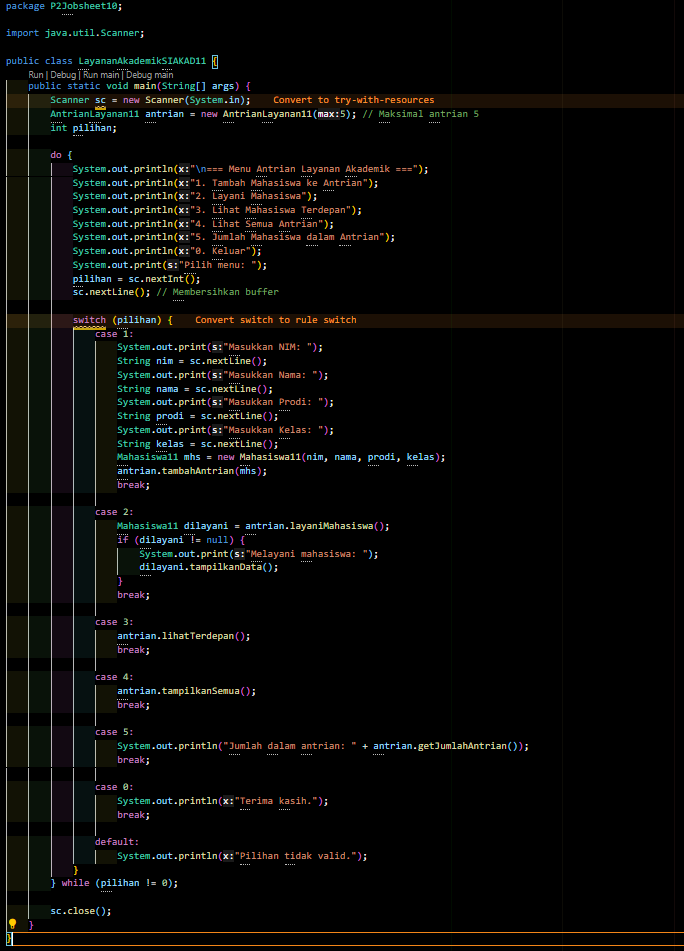 package P2Jobsheet10;
import java.util.Scanner;
public class LayananAkademikSIAKAD11 {
Run | Debug | Run main | Debug main
public static void main(String[] args) {
Scanner sc = new Scanner(System.in); Convert to try-with-resources
AntrianLayanan11 antrian = new AntrianLayanan11(max:5); // Maksimal antrian 5
int pilihan;
do {
System.out.println(x:"\n=== Menu Antrian Layanan Akademik ===");
System.out.println(x:"1. Tambah Mahasiswa ke Antrian");
System.out.println(x:"2. Layani Mahasiswa");
System.out.println(x:"3. Lihat Mahasiswa Terdepan");
System.out.println(x:"4. Lihat Semua Antrian");
System.out.println(x:"5. Jumlah Mahasiswa dalam Antrian");
System.out.println(x:"0. Keluar");
System.out.print(s:"Pilih menu: ");
pilihan = sc.nextInt();
sc.nextLine(); // Membersihkan buffer
switch (pilihan) { Convert switch to rule switch
case 1:
System.out.print(s:"Masukkan NIM: ");
String nim = sc.nextLine();
System.out.print(s:"Masukkan Nama: ");
String nama = sc.nextLine();
System.out.print(s:"Masukkan Prodi: ");
String prodi = sc.nextLine();
System.out.print(s:"Masukkan Kelas: ");
String kelas = sc.nextLine();
Mahasiswa11 mhs = new Mahasiswa11(nim, nama, prodi, kelas);
antrian.tambahAntrian(mhs);
break;
case 2:
Mahasiswa11 dilayani = antrian.layaniMahasiswa();
if (dilayani != null) {
System.out.print(s:"Melayani mahasiswa: ");
dilayani.tampilkanData();
}
break;
case 3:
antrian.lihatTerdepan();
break;
case 4:
antrian.tampilkanSemua();
break;
case 5:
System.out.println("Jumlah dalam antrian: " + antrian.getJumlahAntrian());
break;
case 0:
System.out.println(x:"Terima kasih.");
break;
default:
System.out.println(x:"Pilihan tidak valid.");
}
} while (pilihan != 0);
sc.close();
}
}